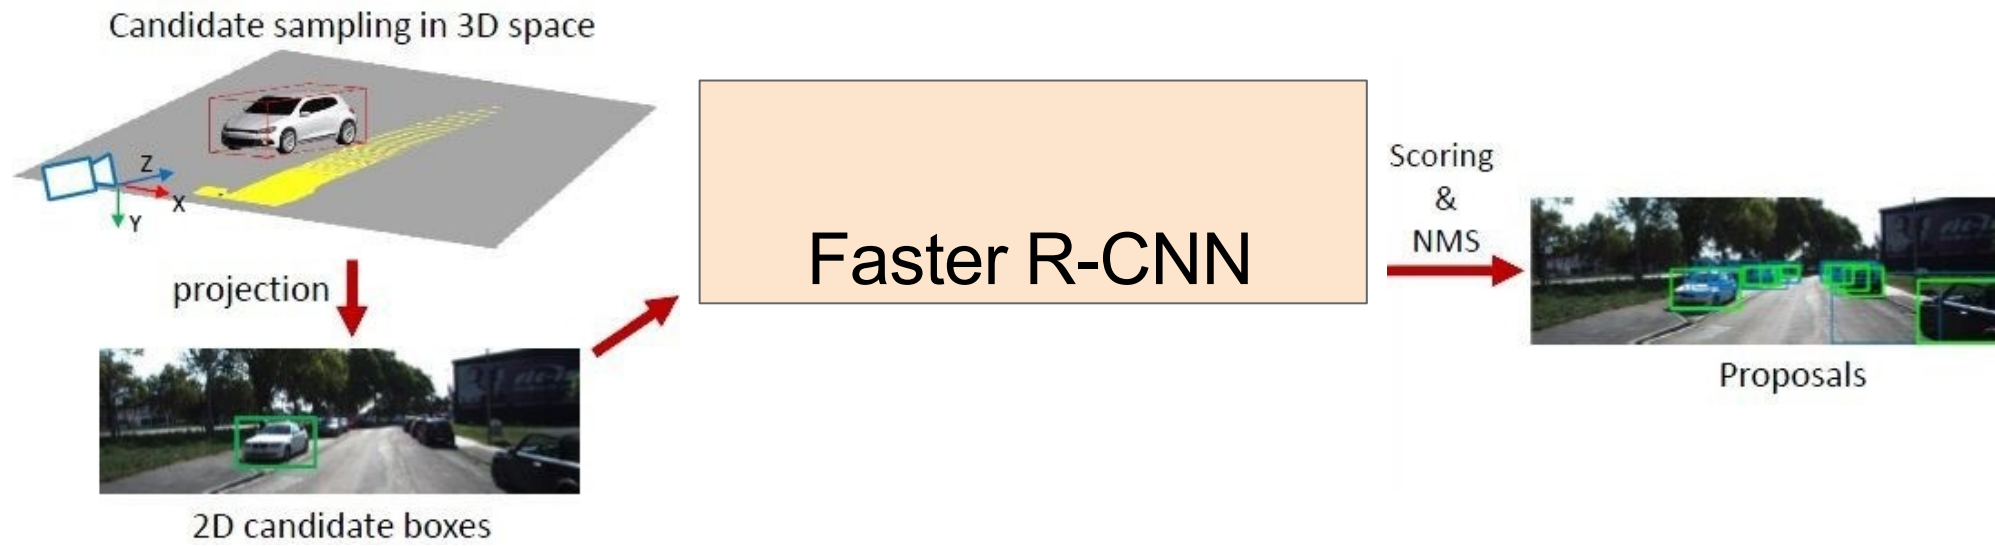 Candidate sampling in 3D space
Z
X
Y
projection
2D candidate boxes
Faster R-CNN
Scoring
&
NMS
Proposals